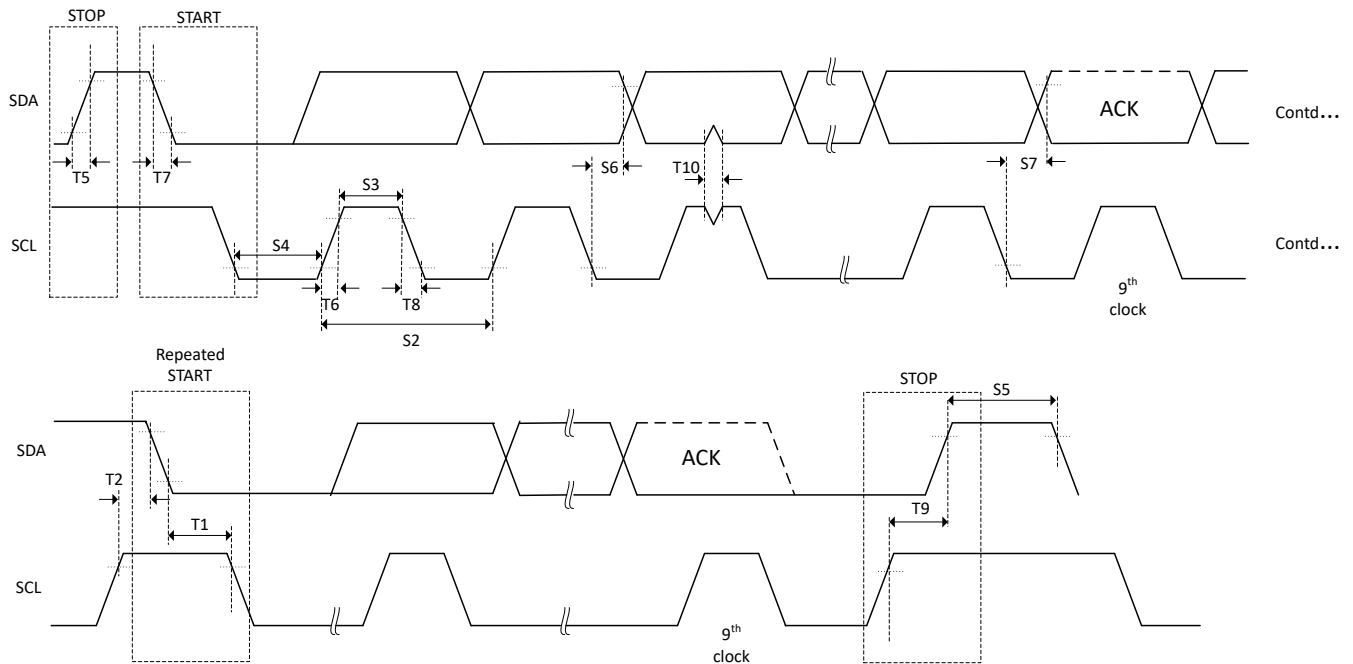 STOP
START
SDA
ACK
Contd...
T5
T7
S6
T10
S7
S3
SCL
S4
Contd...
T6
T8
S2
9th
clock
Repeated
START
STOP
S5
SDA
T2
ACK
T1
T9
SCL
9th
clock